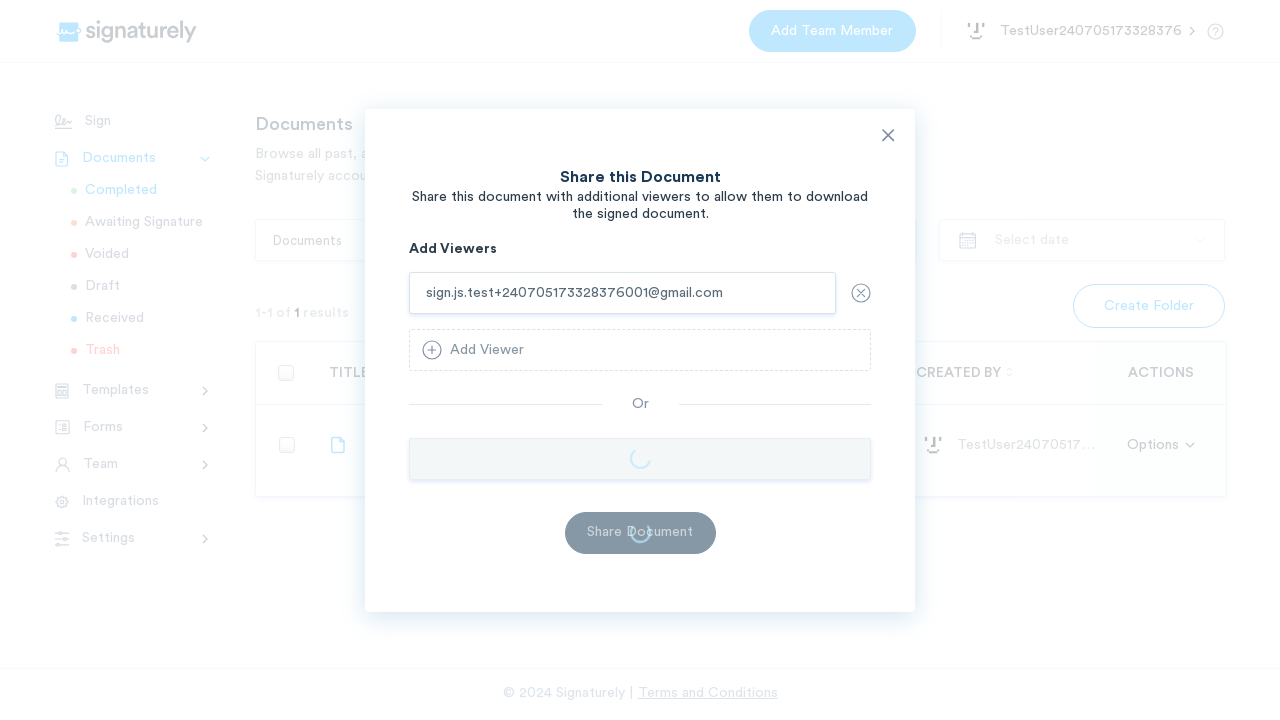 signaturely
Add Team Member
TestUser240705173328376
Sign
Documents
Completed
Awaiting Signature
Voided
Draft
Received
Trash
Templates
Forms
Team
Integrations
Settings
Documents
Browse all past,
Signaturely
Documents
Select date
1-1 of 1 results
Create Folder
TITLE
CREATED BY
ACTIONS
TestUser24070517...
Options
Share this Document
Share this document with additional viewers to allow them to download
the signed document.
Add Viewers
sign.js.test+240705173328376001@gmail.com
Add Viewer
Or
Share Document
© 2024 Signaturely | Terms and Conditions